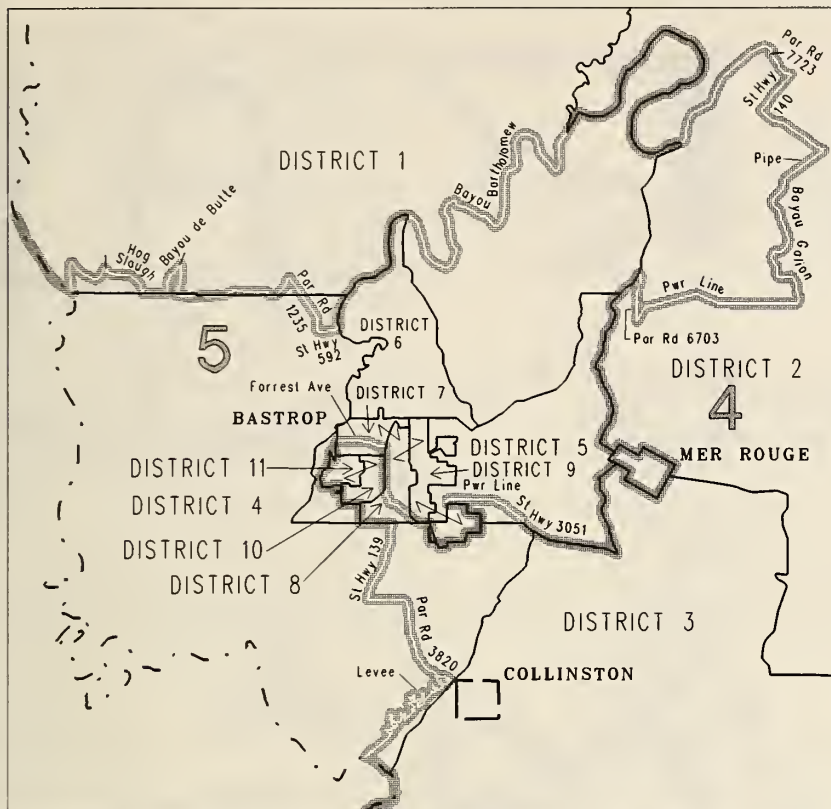 Par Rd
7723
St Hwy
140
Pipe
Bayou Bartholomew
DISTRICT 1
Bayou Galion
Bayou de Butte
Hog
Slough
Par Rd
1235
St Hwy
592
Pwr Line
Par Rd 6703
DISTRICT
6
5
DISTRICT 2
4
Forrest Ave
DISTRICT 7
BASTROP
MER ROUGE
DISTRICT 5
DISTRICT 11
DISTRICT 9
Pwr Line
DISTRICT 4
St Hwy 3051
DISTRICT 10
St Hwy 139
DISTRICT 8
Par Rd
3820
DISTRICT 3
Levee
COLLINSTON